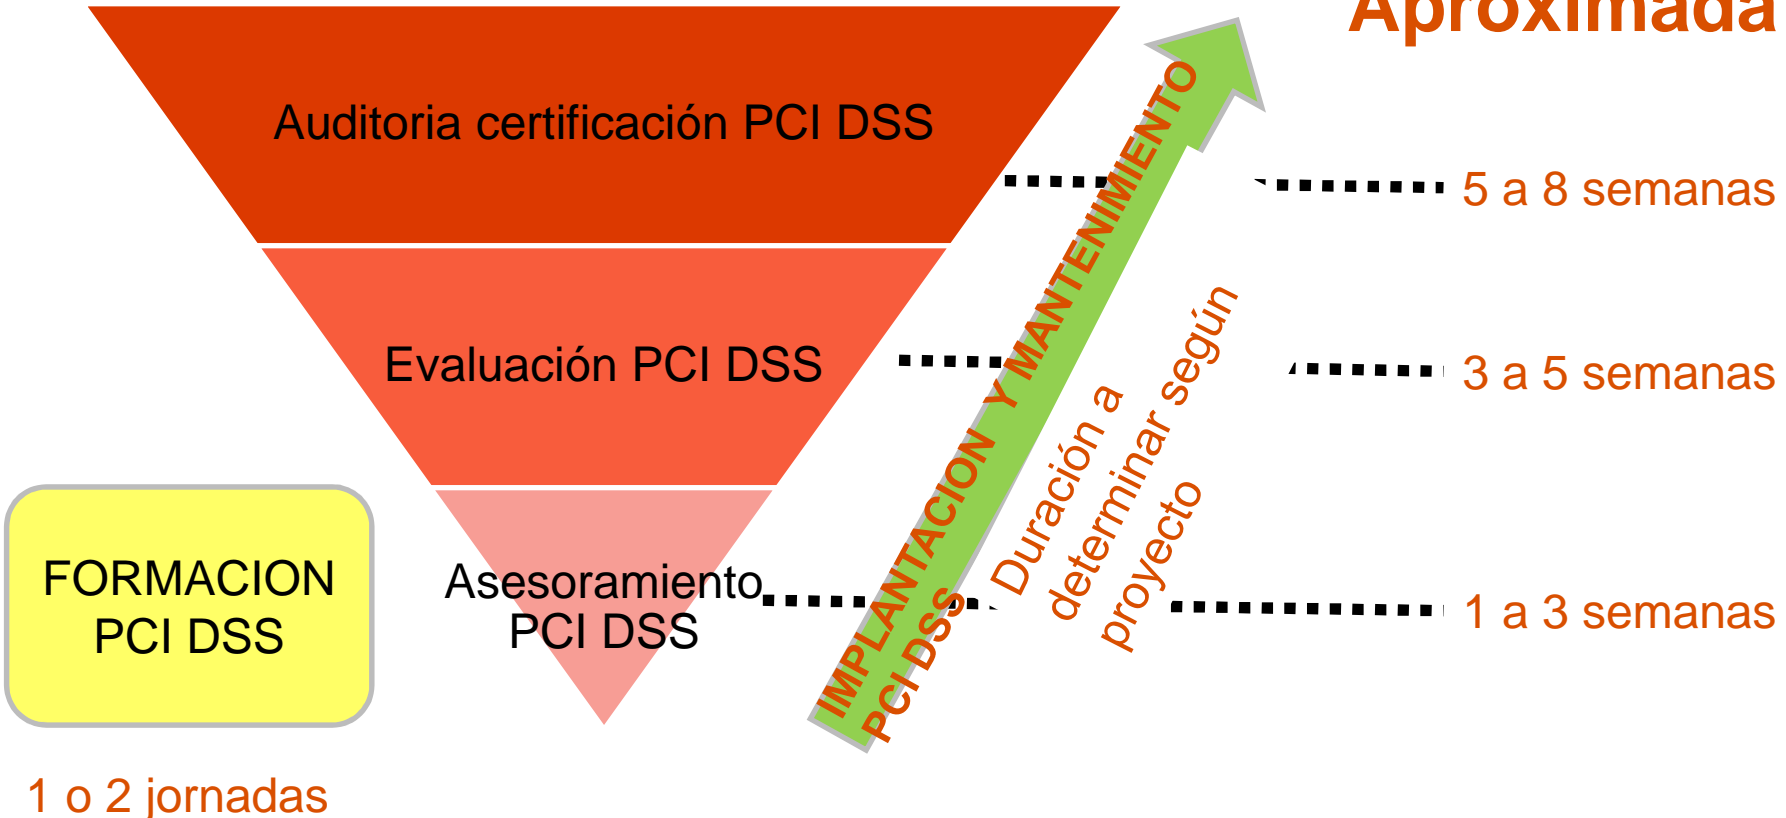 Aproximada
Auditoria certificación PCI DSS
5 a 8 semanas
Evaluación PCI DSS
3 a 5 semanas
FORMACION
PCI DSS
1 o 2 jornadas
Asesoramiento
PCI DSS
1 a 3 semanas
IMPLANTACION Y MANTENIMIENTO
PCI DSS
Duración a
determinar según
proyecto